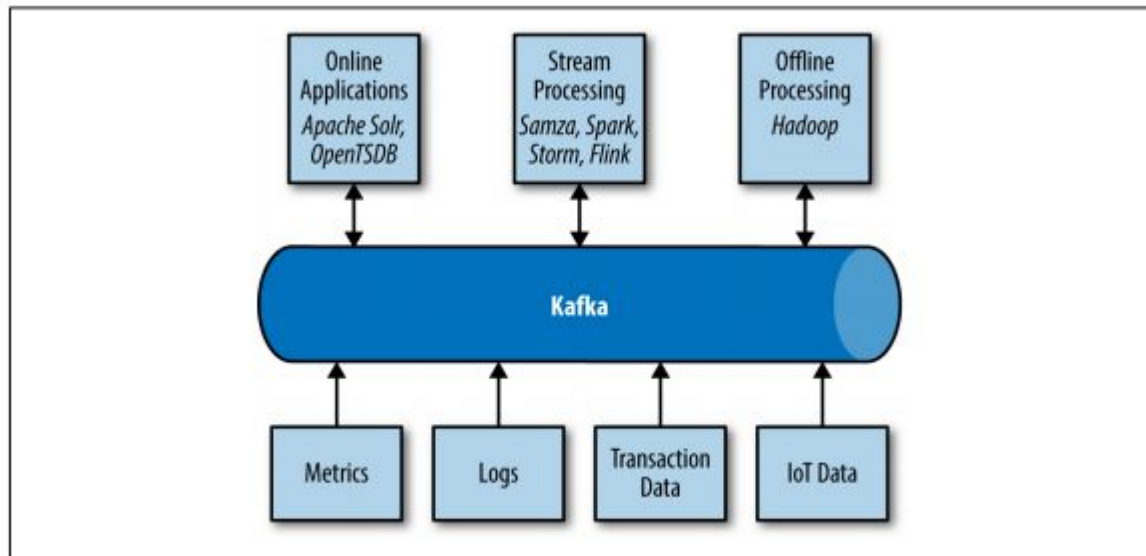 Online
Applications
Apache Solr,
OpenTSDB
Stream
Processing
Samza, Spark,
Storm, Flink
Offline
Processing
Hadoop
Kafka
Metrics
Logs
Transaction
Data
IoT Data